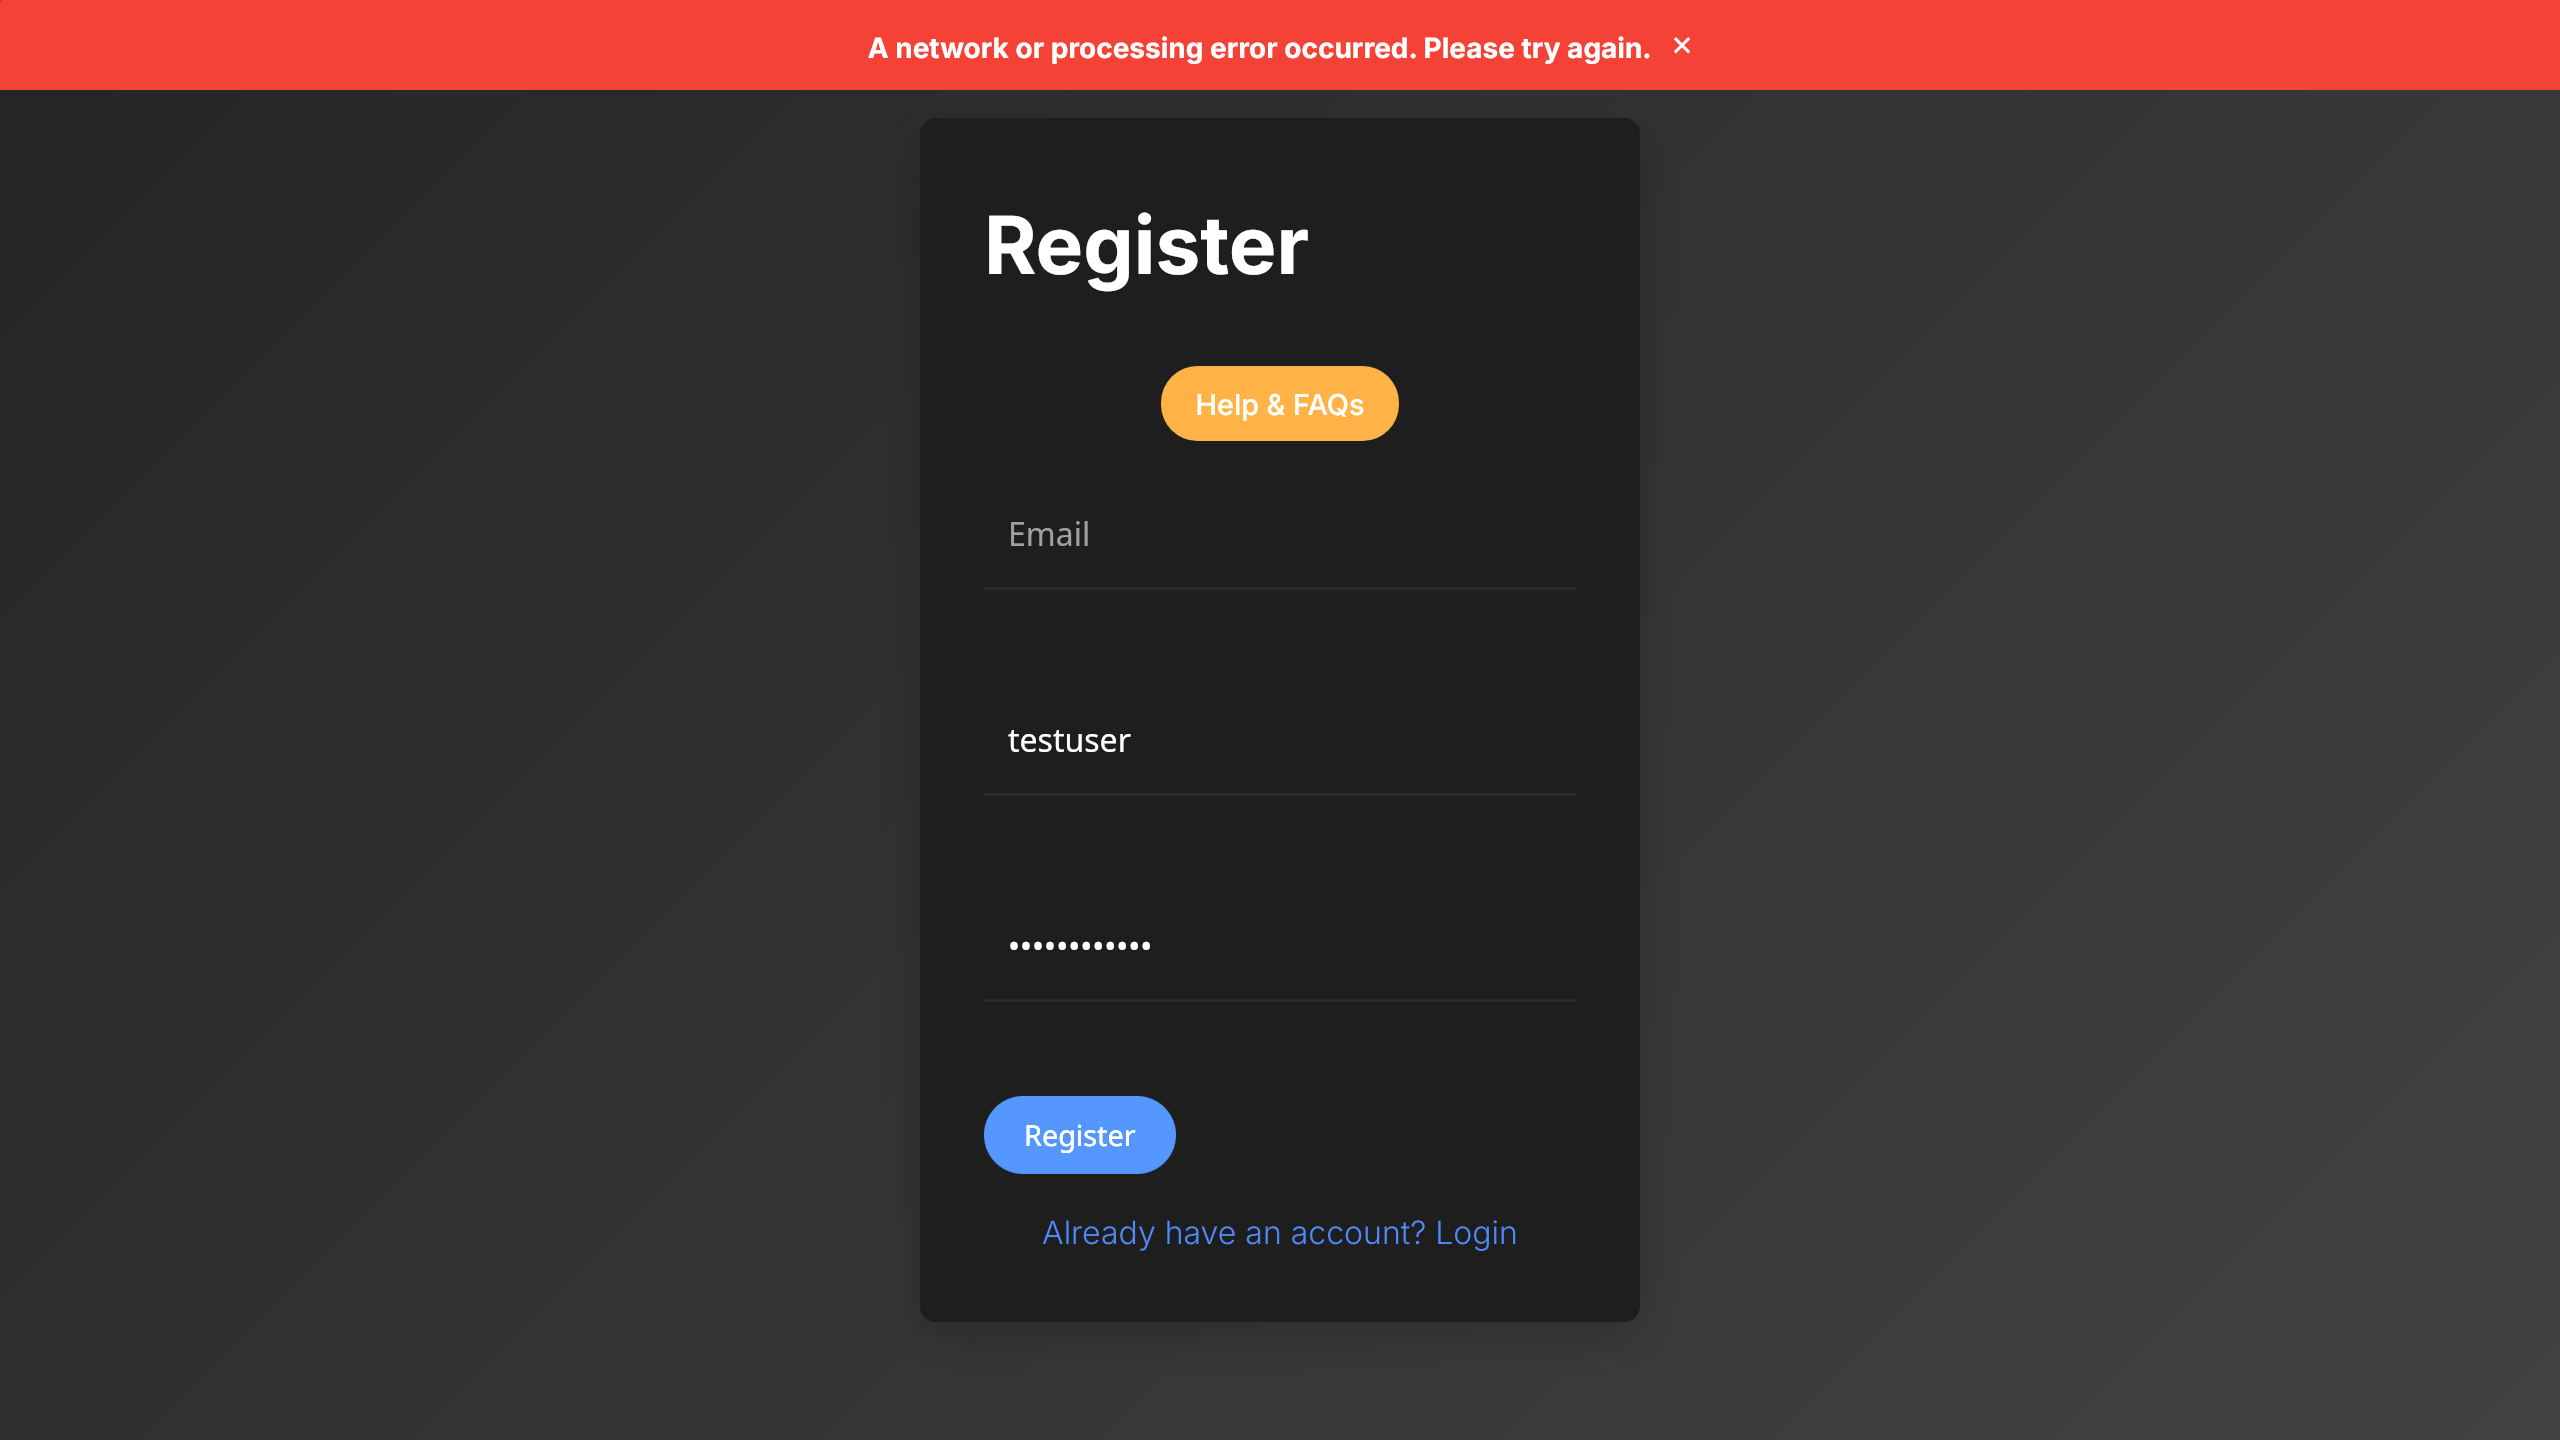 A network or processing error occurred. Please try again. ×
Register
Help & FAQs
Email
testuser
••••••••••••
Register
Already have an account? Login